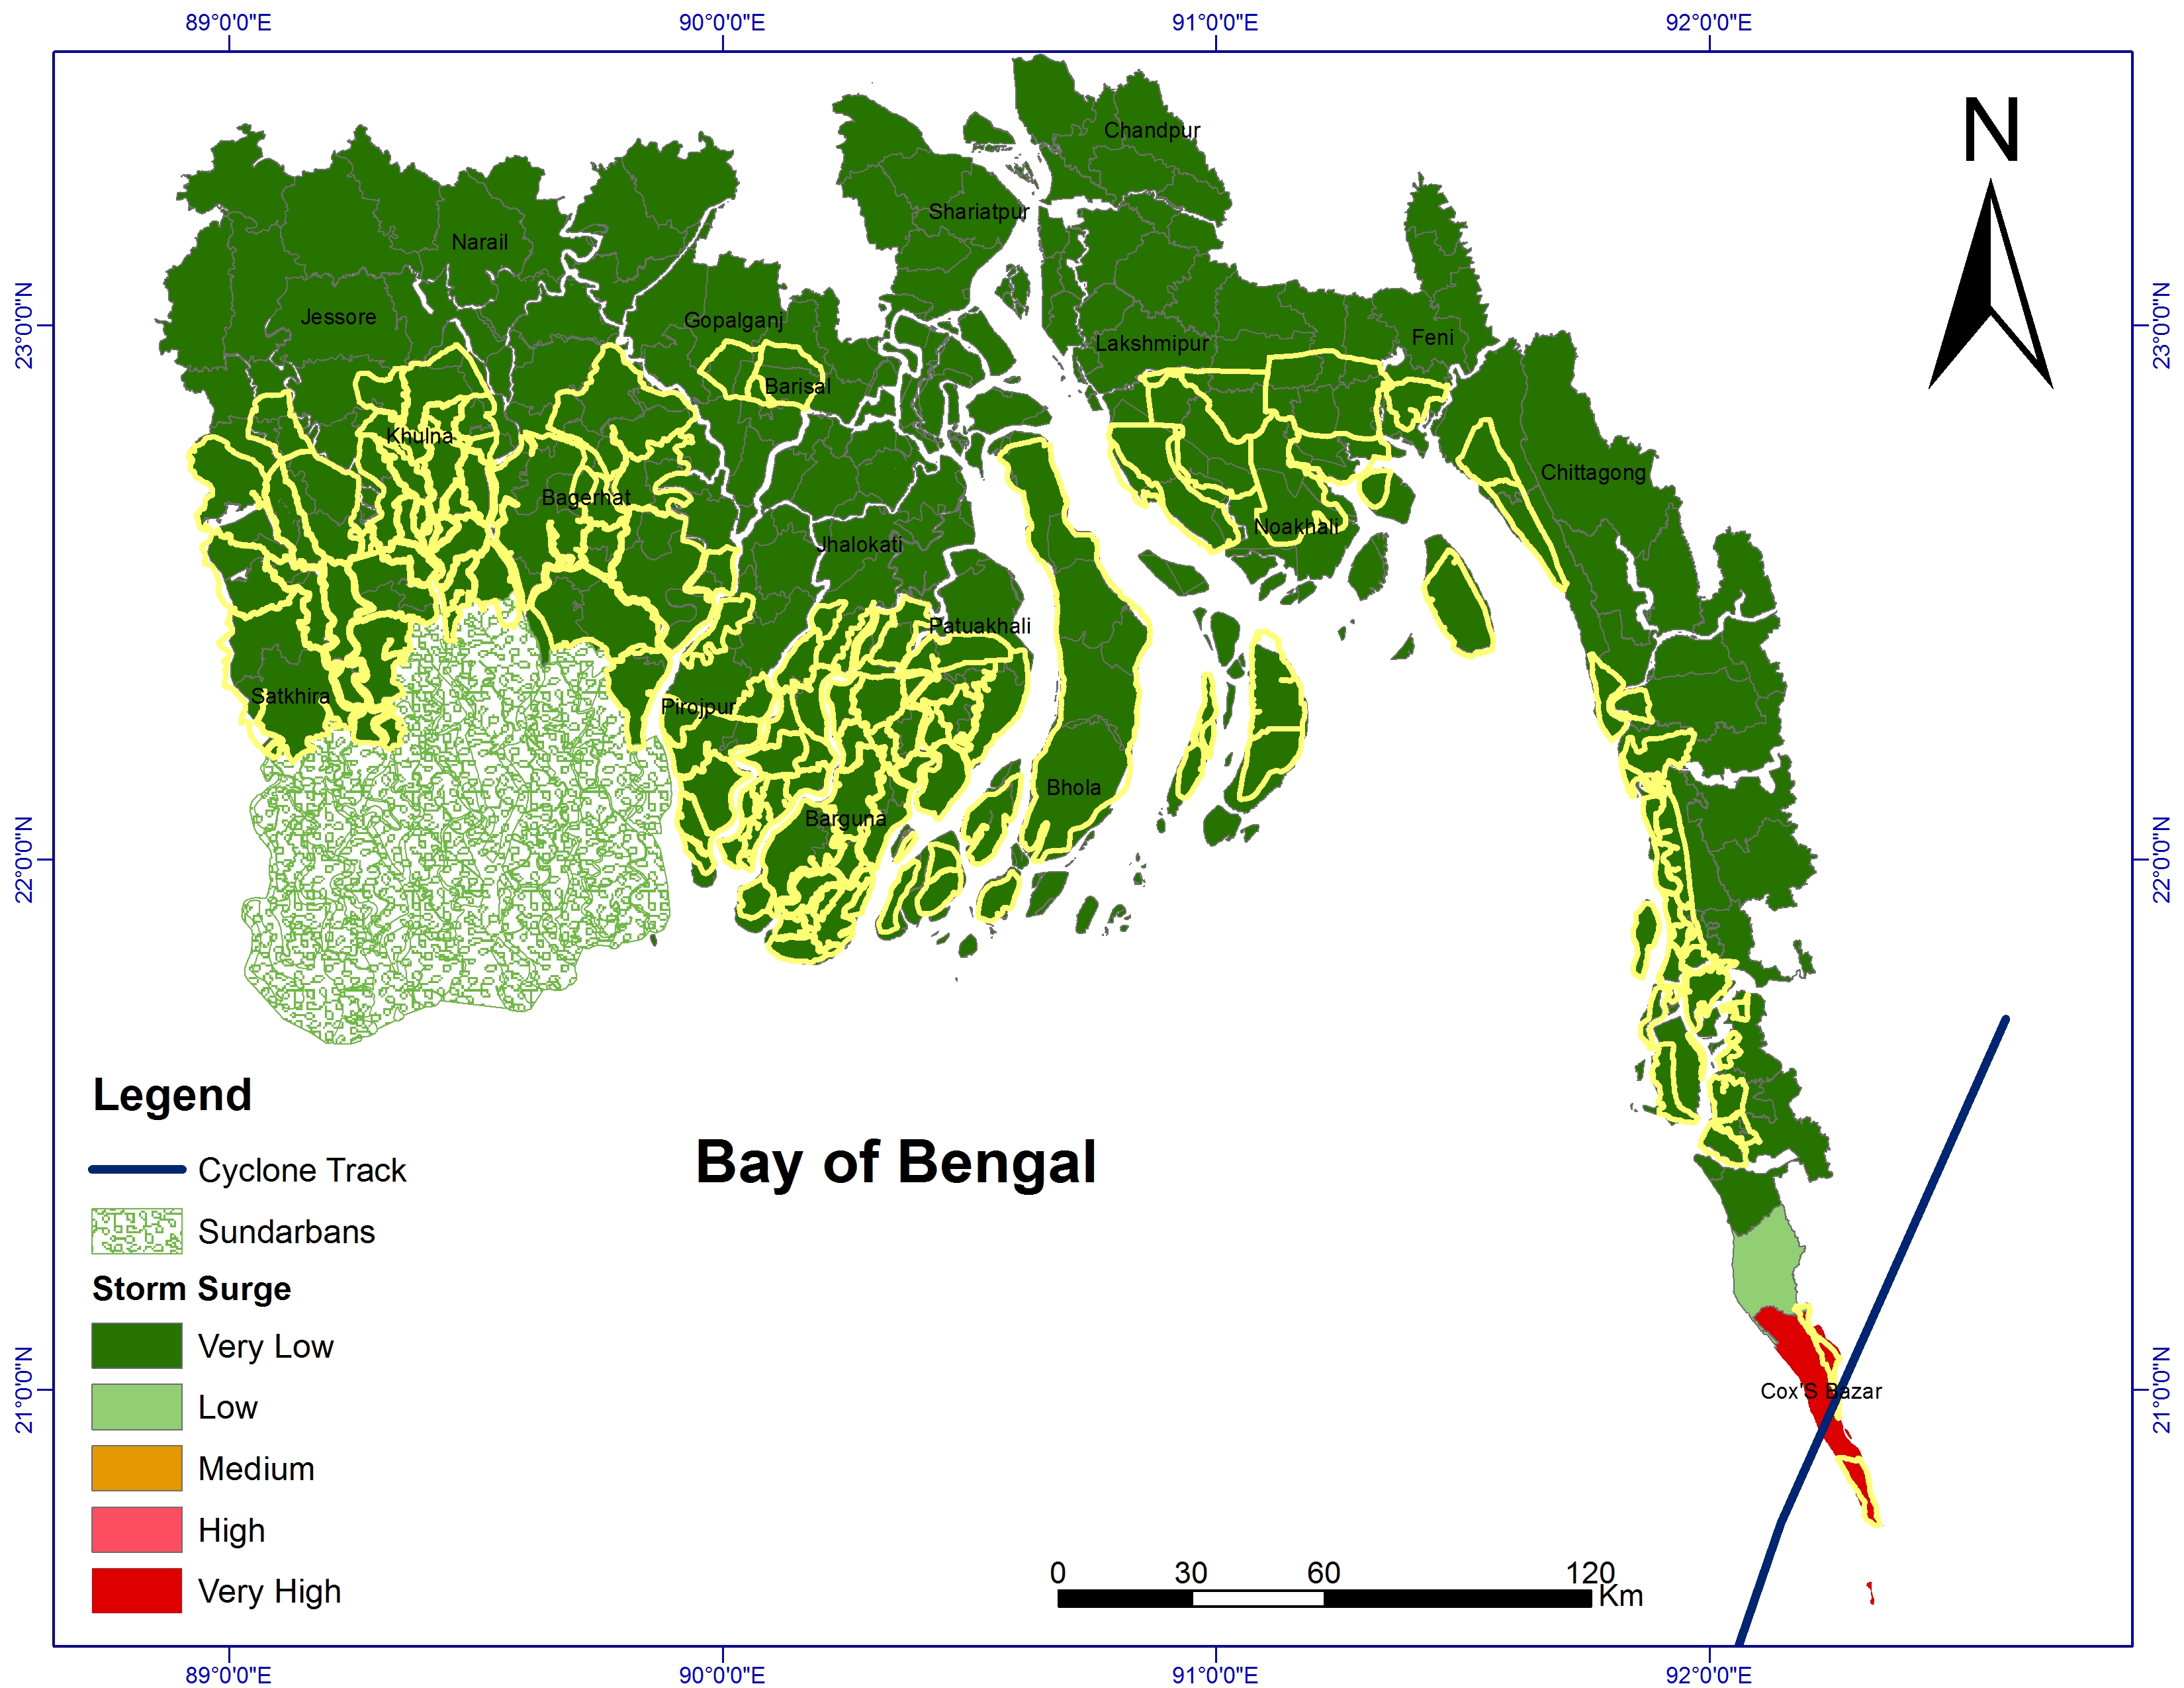 89°0'0"E
90°0'0"E
91°0'0"E
92°0'0"E
N
Chandpur
Shariatpur
Narail
23°0'0"N
Jessore
Gopalganj
Lakshmipur
Feni
23°0'0"N
Barisal
Khulna
Chittagong
Bagerhat
Noakhali
Jhalokati
Patuakhali
Satkhira
Pirojpur
Bhola
Barguna
22°0'0"N
22°0'0"N
Legend
Bay of Bengal
Cyclone Track
Sundarbans
Storm Surge
Very Low
Low
Medium
High
Very High
21°0'0"N
Cox'S Bazar
21°0'0"N
0 30 60 120
Km
89°0'0"E
90°0'0"E
91°0'0"E
92°0'0"E